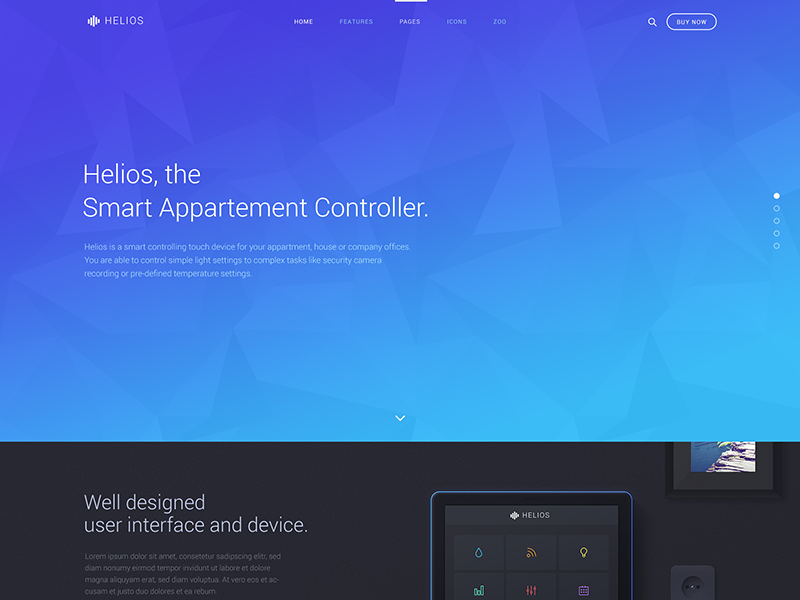 HELIOS
HOME FEATURES PAGES ICONS ZOO
BUY NOW
Helios, the
Smart Appartement Controller.
Helios is a smart controlling touch device for your appartment, house or company offices.
You are able to control simple light settings to complex tasks like security camera
recording or pre-defined temperature settings.
Well designed
user interface and device.
Lorem ipsum dolor sit amet, consetetur sadipscing elitr, sed
diam nonumy eirmod tempor invidunt ut labore et dolore
magna aliquyam erat, sed diam voluptua. At vero eos et ac-
cusam et justo duo dolores et ea rebum.
HELIOS